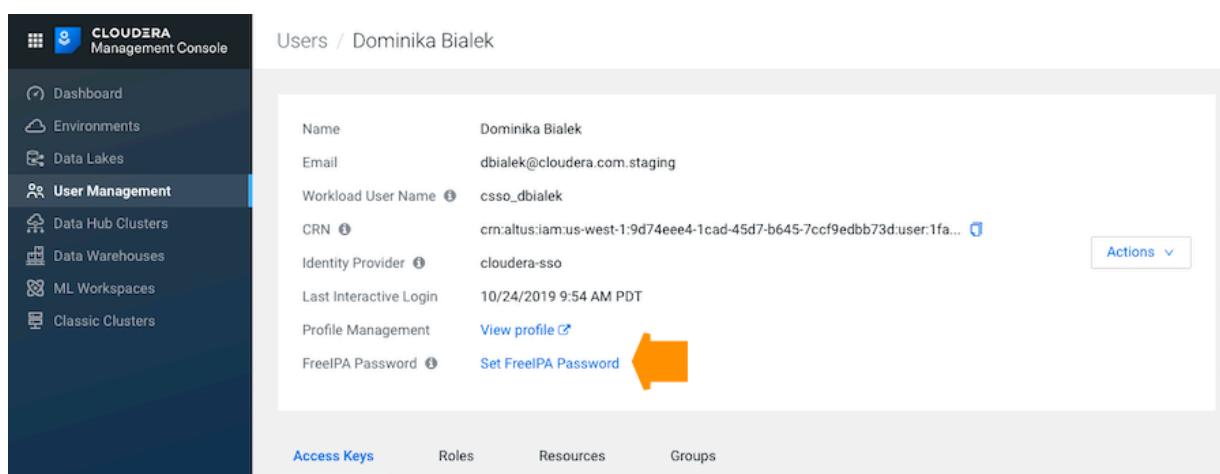 CLOUDERA
Management Console
Users / Dominika Bialek
Dashboard
Environments
Data Lakes
User Management
Data Hub Clusters
Data Warehouses
ML Workspaces
Classic Clusters
Name Dominika Bialek
Email dbialek@cloudera.com.staging
Workload User Name csso_dbialek
CRN crn:altus:iam:us-west-1:9d74eee4-1cad-45d7-b645-7ccf9edbb73d:user:1fa...
Identity Provider cloudera-sso
Last Interactive Login 10/24/2019 9:54 AM PDT
Profile Management View profile
FreeIPA Password Set FreeIPA Password
Actions
Access Keys Roles Resources Groups